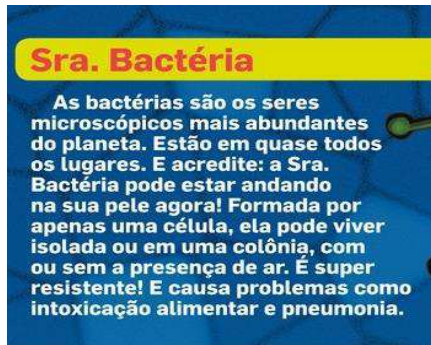 Sra. Bactéria
As bactérias são os seres
microscópicos mais abundantes
do planeta. Estão em quase todos
os lugares. E acredite: a Sra.
Bactéria pode estar andando
na sua pele agora! Formada por
apenas uma célula, ela pode viver
isolada ou em uma colônia, com
ou sem a presença de ar. É super
resistente! E causa problemas como
intoxicação alimentar e pneumonia.